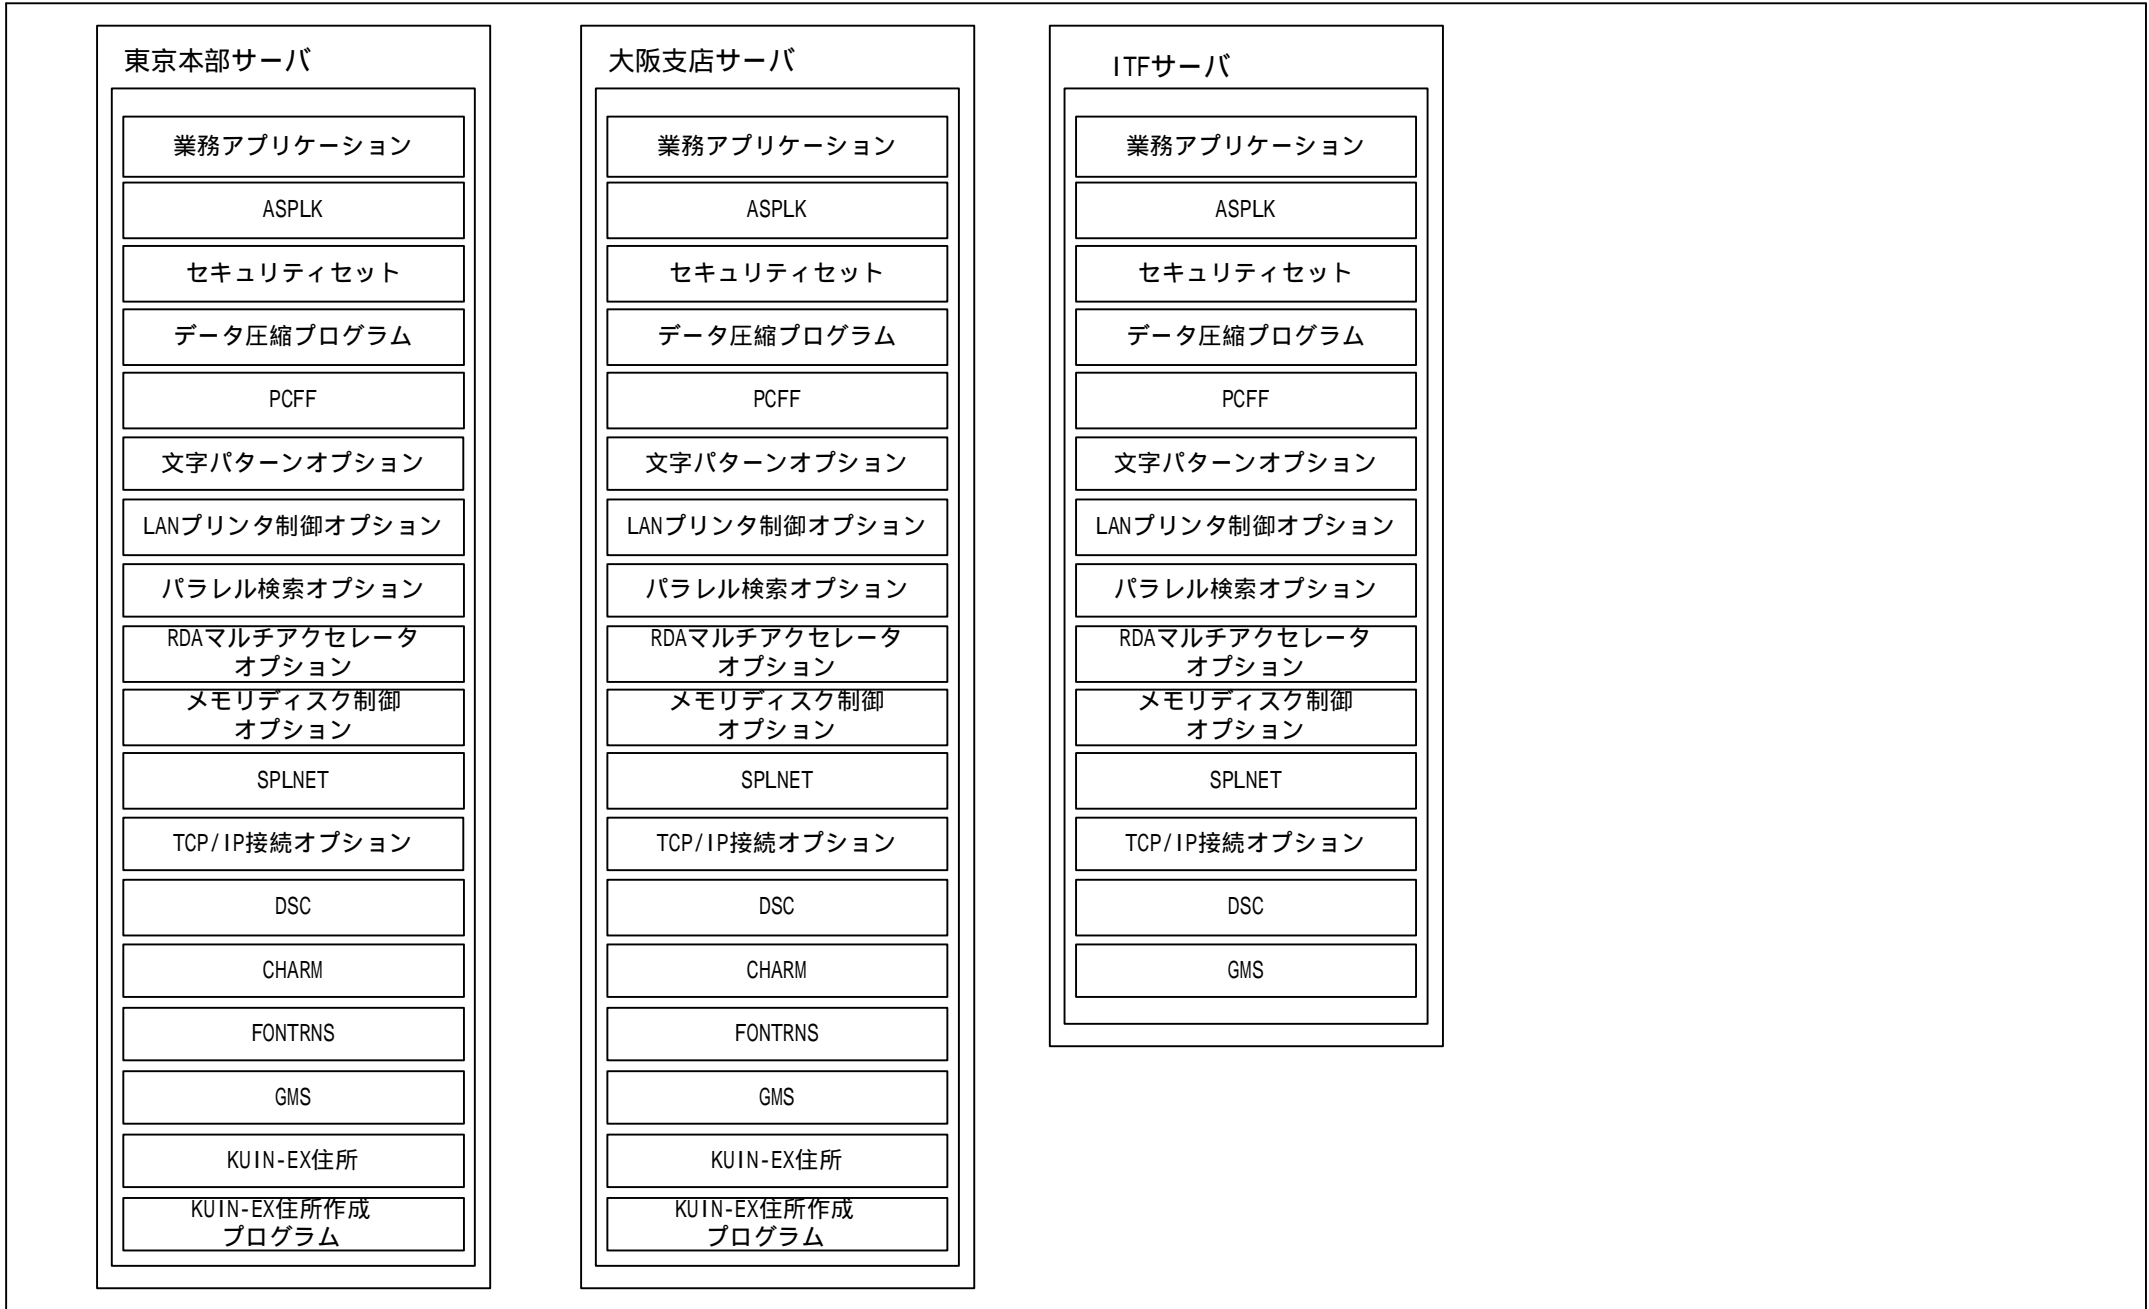 東京本部サーバ
業務アプリケーション
ASPLK
セキュリティセット
データ圧縮プログラム
PCFF
文字パターンオプション
LANプリンタ制御オプション
パラレル検索オプション
RDAマルチアクセレータ
オプション
メモリディスク制御
オプション
SPLNET
TCP/IP接続オプション
DSC
CHARM
FONTRNS
GMS
KUIN-EX住所
KUIN-EX住所作成
プログラム
大阪支店サーバ
業務アプリケーション
ASPLK
セキュリティセット
データ圧縮プログラム
PCFF
文字パターンオプション
LANプリンタ制御オプション
パラレル検索オプション
RDAマルチアクセレータ
オプション
メモリディスク制御
オプション
SPLNET
TCP/IP接続オプション
DSC
CHARM
FONTRNS
GMS
KUIN-EX住所
KUIN-EX住所作成
プログラム
ITFサーバ
業務アプリケーション
ASPLK
セキュリティセット
データ圧縮プログラム
PCFF
文字パターンオプション
LANプリンタ制御オプション
パラレル検索オプション
RDAマルチアクセレータ
オプション
メモリディスク制御
オプション
SPLNET
TCP/IP接続オプション
DSC
GMS